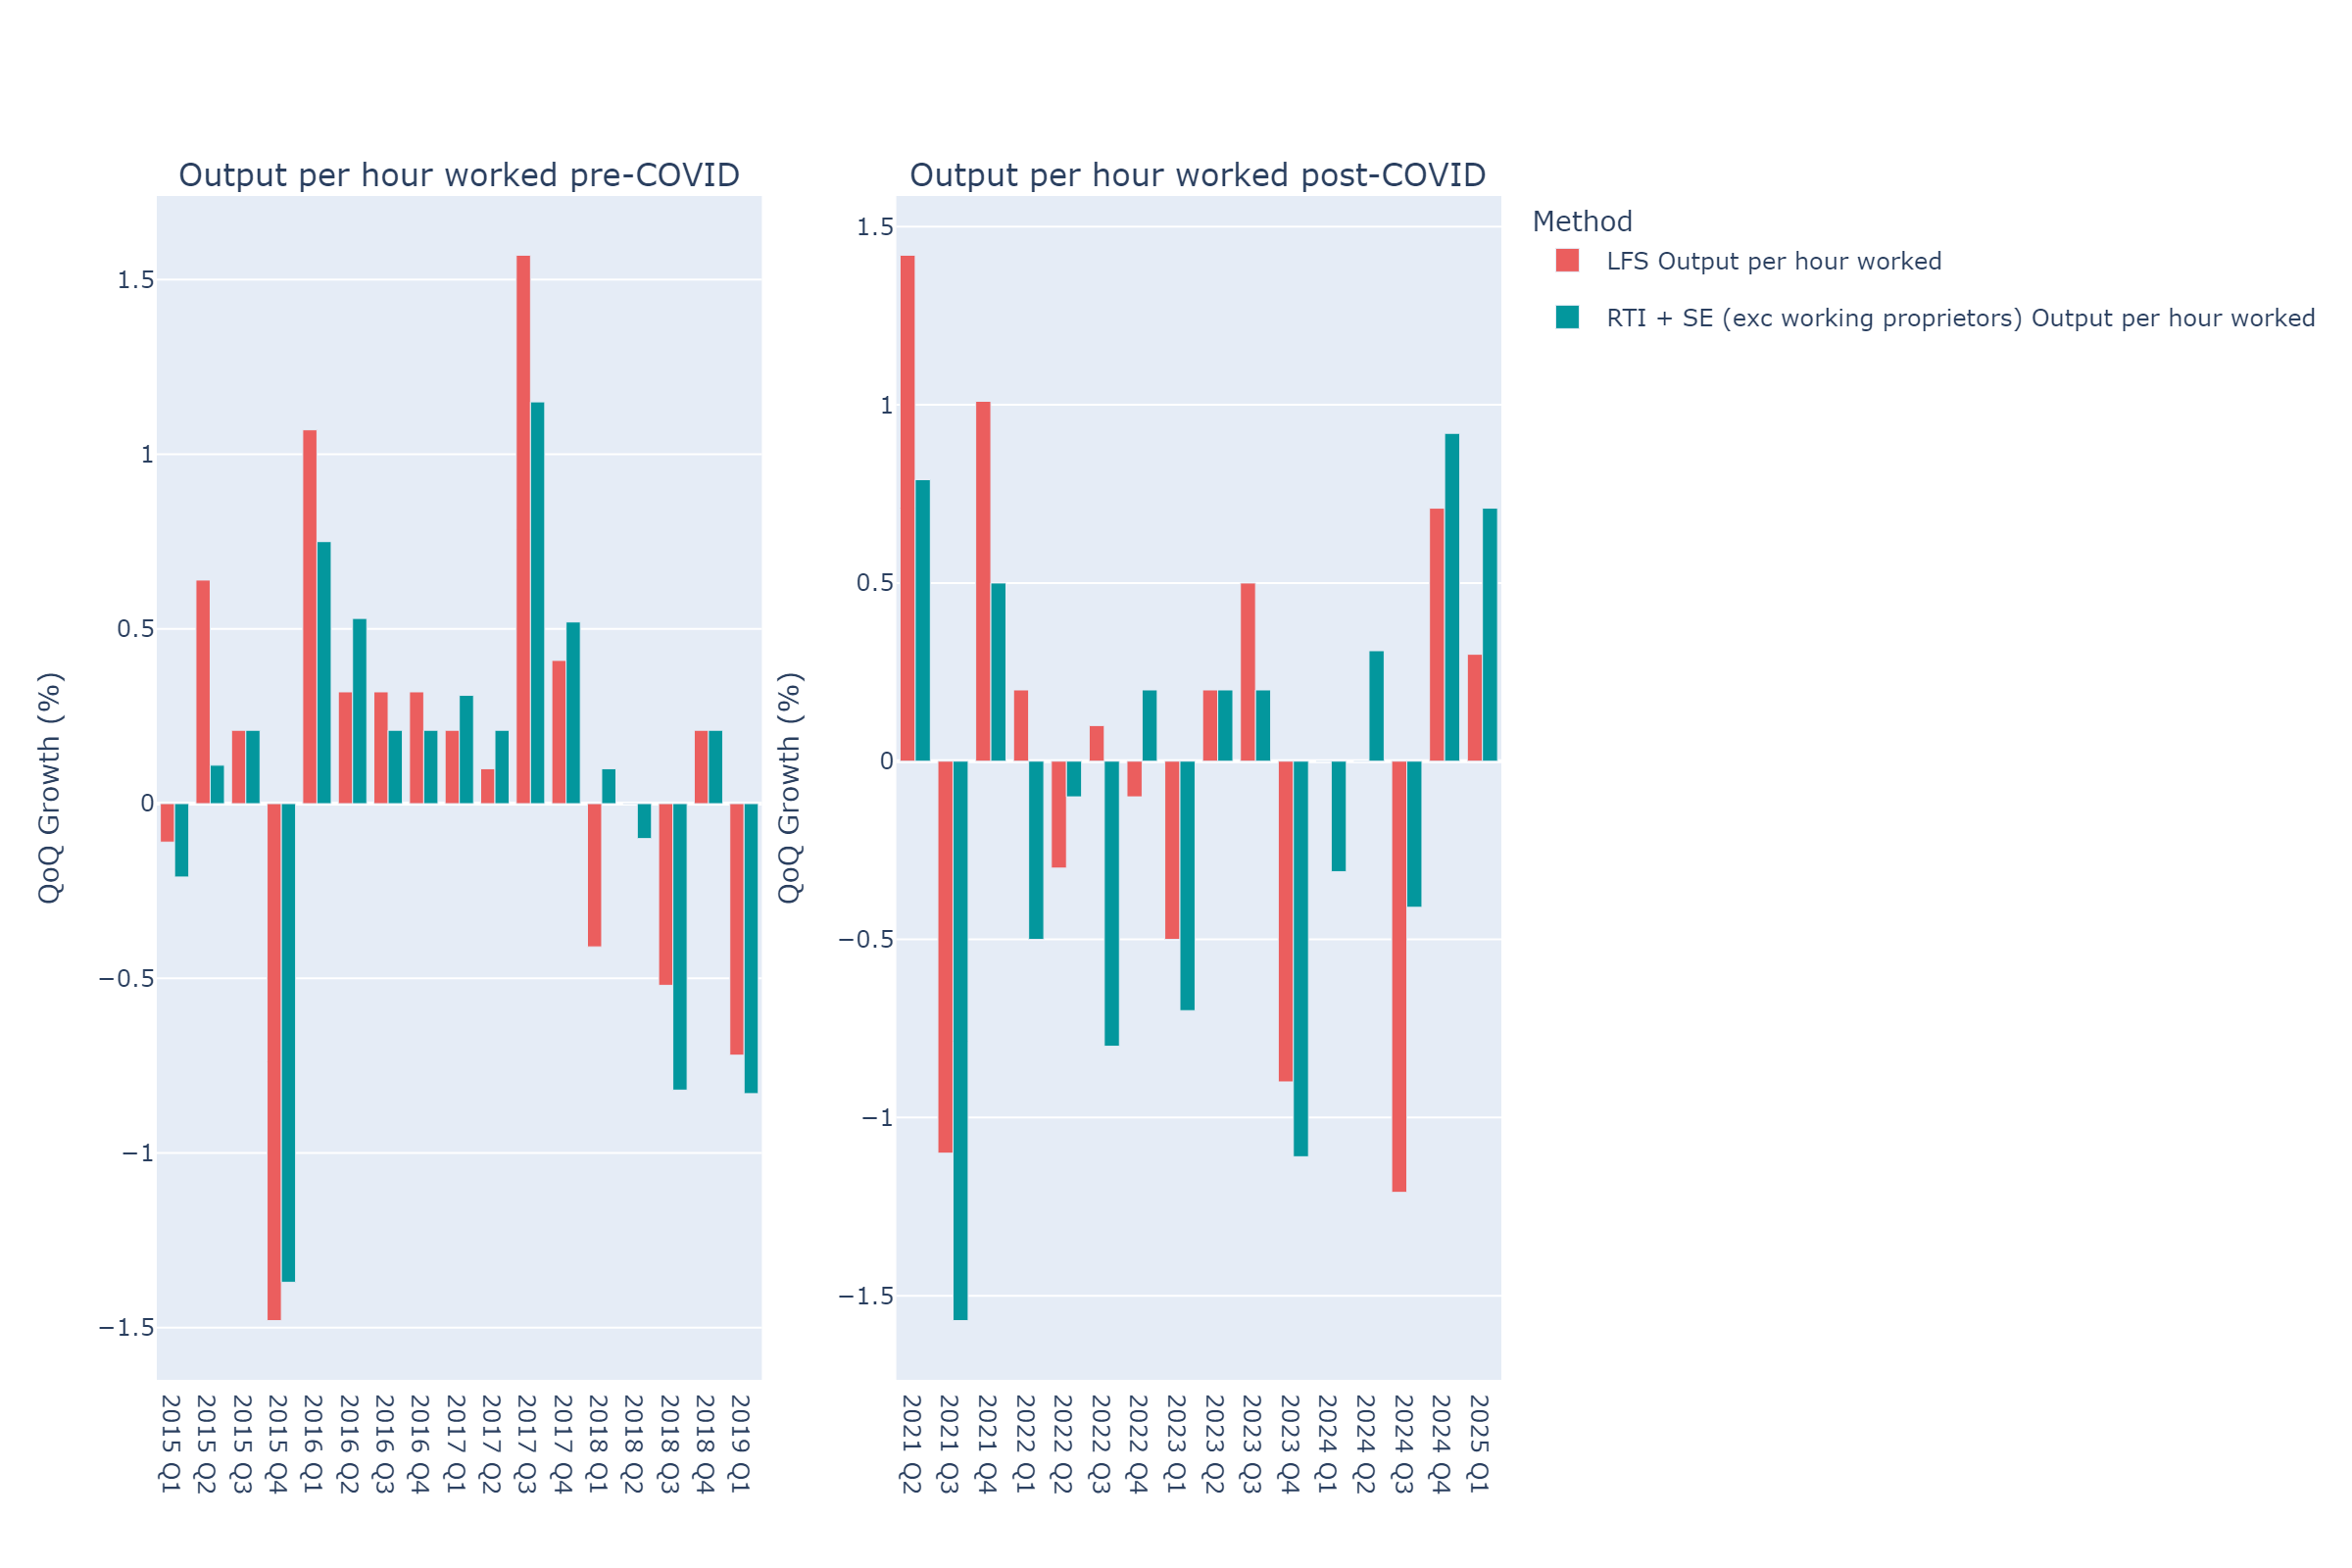 Output per hour worked pre-COVID
Output per hour worked post-COVID
Method
LFS Output per hour worked
RTI + SE (exc working proprietors) Output per hour worked
QoQ Growth (%)
1.5
1
0.5
0
−0.5
−1
−1.5
2015 Q1
2015 Q2
2015 Q3
2015 Q4
2016 Q1
2016 Q2
2016 Q3
2016 Q4
2017 Q1
2017 Q2
2017 Q3
2017 Q4
2018 Q1
2018 Q2
2018 Q3
2018 Q4
2019 Q1
QoQ Growth (%)
1.5
1
0.5
0
−0.5
−1
−1.5
2021 Q2
2021 Q3
2021 Q4
2022 Q1
2022 Q2
2022 Q3
2022 Q4
2023 Q1
2023 Q2
2023 Q3
2023 Q4
2024 Q1
2024 Q2
2024 Q3
2024 Q4
2025 Q1